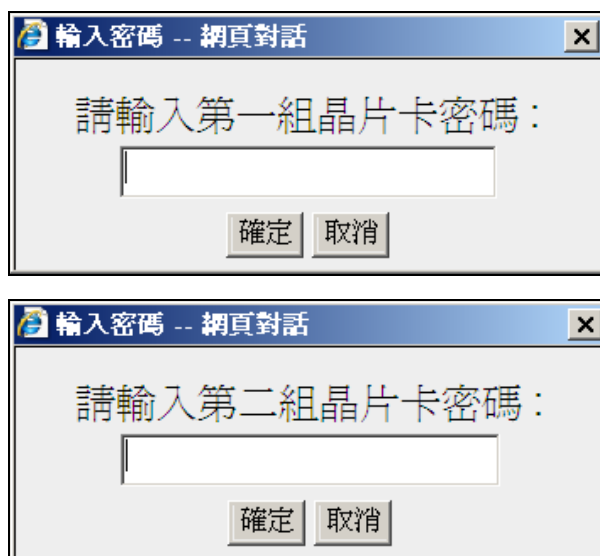 輸入密碼 -- 網頁對話
請輸入第一組晶片卡密碼：
確定 取消
輸入密碼 -- 網頁對話
請輸入第二組晶片卡密碼：
確定 取消